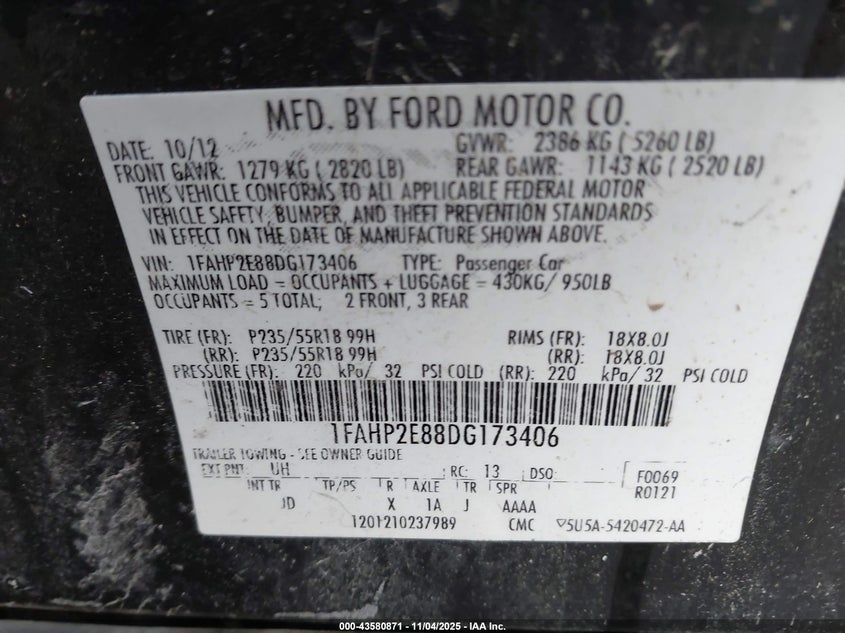 MFD. BY FORD MOTOR CO.
DATE: 10/12 GVWR: 2386 KG ( 5260 LB)
FRONT GAWR: 1279 KG ( 2820 LB) REAR GAWR: 1143 KG ( 2520 LB)
THIS VEHICLE CONFORMS TO ALL APPLICABLE FEDERAL MOTOR
VEHICLE SAFETY, BUMPER, AND THEFT PREVENTION STANDARDS
IN EFFECT ON THE DATE OF MANUFACTURE SHOWN ABOVE.
VIN: 1FAHP2E88DG173406 TYPE: Passenger Car
MAXIMUM LOAD = OCCUPANTS + LUGGAGE = 430KG/ 950LB
OCCUPANTS = 5 TOTAL; 2 FRONT, 3 REAR
TIRE (FR): P235/55R18 99H RIMS (FR): 18X8.0J
(RR): P235/55R18 99H (RR): 18X8.0J
PRESSURE (FR): 220 kPa/ 32 PSI COLD (RR): 220 kPa/ 32 PSI COLD
1FAHP2E88DG173406
TRAILER TOWING - SEE OWNER GUIDE
EXT PNT: UH RC: 13 DSO: F0069
INT TR TP/PS R AXLE TR SPR R0121
JD X 1A J AAAA
1201210237989 CMC ▽5U5A-5420472-AA
000-43580871 - 11/04/2025 - IAA Inc.